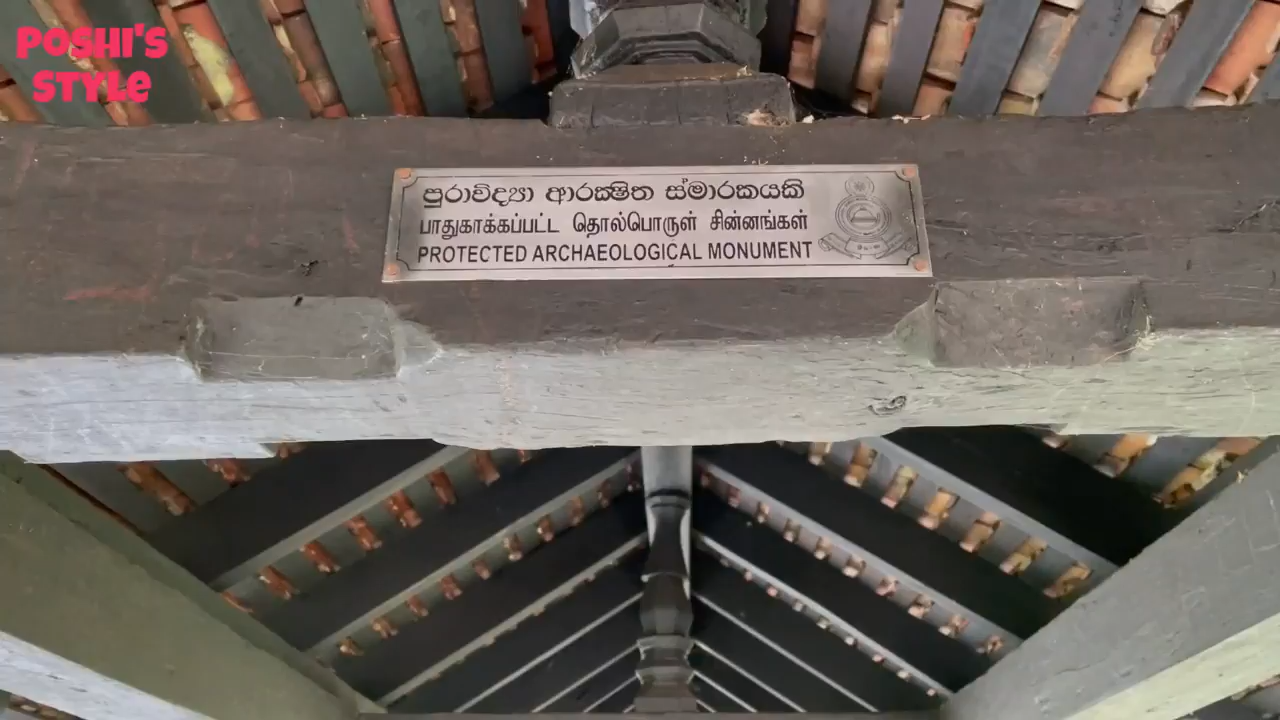 POSHI'S
STYLE
පුරාවිද්‍යා ආරක්ෂිත ස්මාරකයකි
பாதுகாக்கப்பட்ட தொல்பொருள் சின்னங்கள்
PROTECTED ARCHAEOLOGICAL MONUMENT